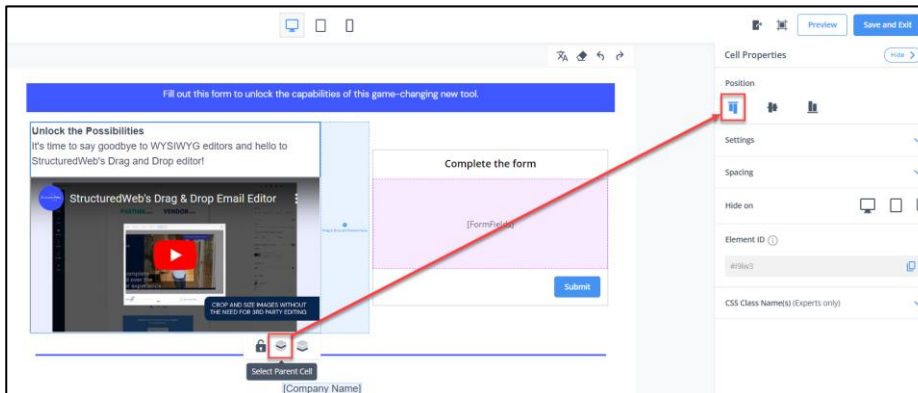 Preview
Save and Exit
Cell Properties
Hide
Fill out this form to unlock the capabilities of this game-changing new tool.
Position
Unlock the Possibilities
It's time to say goodbye to WYSIWYG editors and hello to
StructuredWeb's Drag and Drop editor!
Complete the form
Settings
StructuredWeb's Drag & Drop Email Editor
Spacing
[FormFields]
Hide on
Element ID
Submit
CROP AND SIZE IMAGES WITHOUT
THE NEED FOR 3RD PARTY EDITING
CSS Class Name(s) (Experts only)
Select Parent Cell
[Company Name]